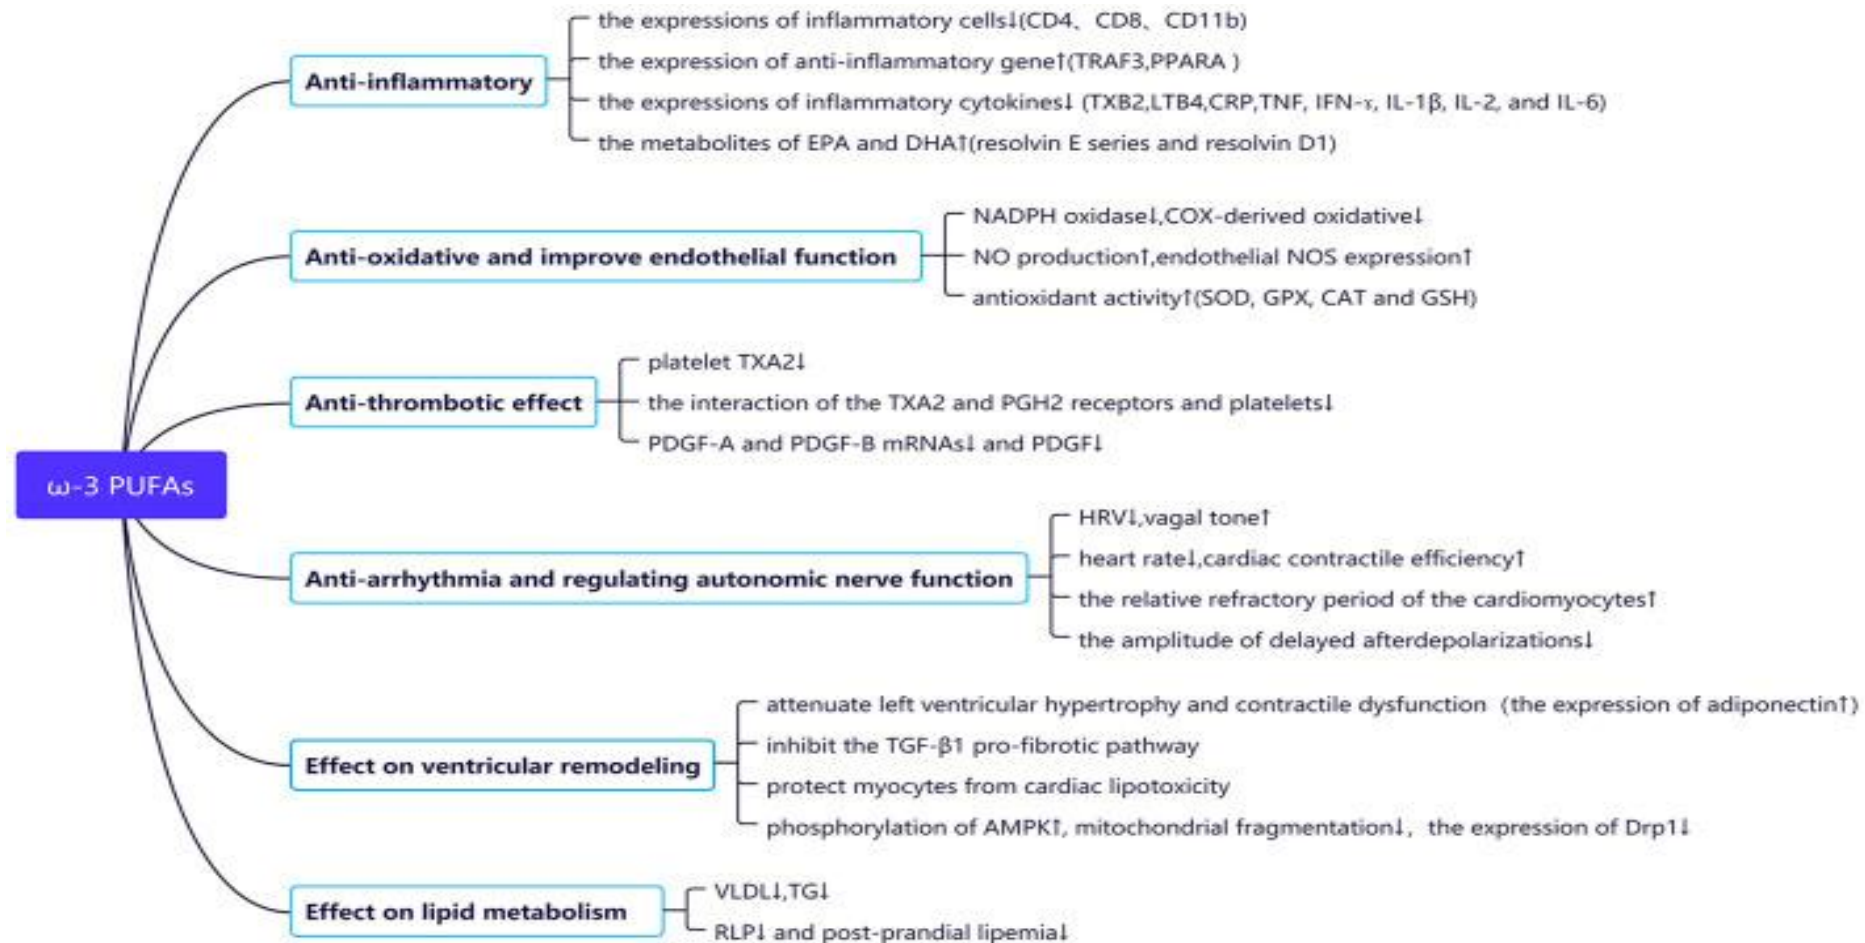 the expressions of inflammatory cells↓(CD4、CD8、CD11b)
Anti-inflammatory
the expression of anti-inflammatory gene↑(TRAF3,PPARA )
the expressions of inflammatory cytokines↓ (TXB2,LTB4,CRP,TNF, IFN-γ, IL-1β, IL-2, and IL-6)
the metabolites of EPA and DHA↑(resolvin E series and resolvin D1)
Anti-oxidative and improve endothelial function
NADPH oxidase↓,COX-derived oxidative↓
NO production↑,endothelial NOS expression↑
antioxidant activity↑(SOD, GPX, CAT and GSH)
Anti-thrombotic effect
platelet TXA2↓
the interaction of the TXA2 and PGH2 receptors and platelets↓
PDGF-A and PDGF-B mRNAs↓ and PDGF↓
ω-3 PUFAs
Anti-arrhythmia and regulating autonomic nerve function
HRV↓,vagal tone↑
heart rate↓,cardiac contractile efficiency↑
the relative refractory period of the cardiomyocytes↑
the amplitude of delayed afterdepolarizations↓
Effect on ventricular remodeling
attenuate left ventricular hypertrophy and contractile dysfunction（the expression of adiponectin↑)
inhibit the TGF-β1 pro-fibrotic pathway
protect myocytes from cardiac lipotoxicity
phosphorylation of AMPK↑, mitochondrial fragmentation↓, the expression of Drp1↓
Effect on lipid metabolism
VLDL↓,TG↓
RLP↓ and post-prandial lipemia↓